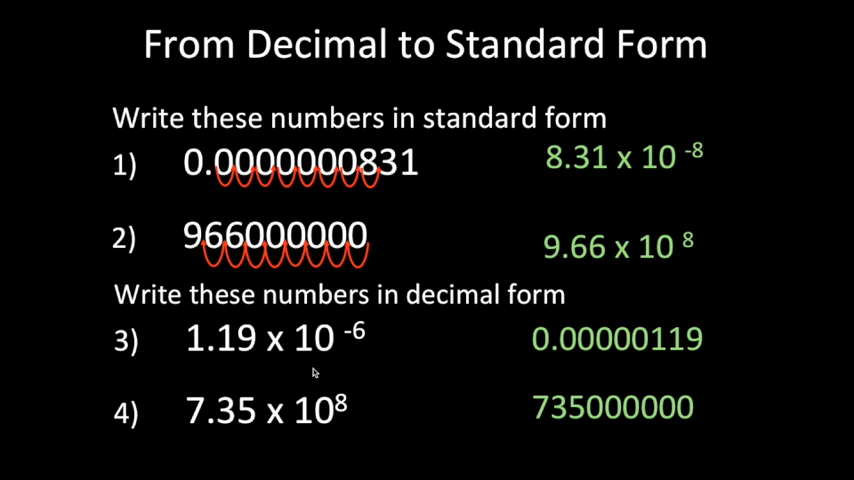 From Decimal to Standard Form
Write these numbers in standard form
1) 0.0000000831 8.31 x 10 -8
2) 966000000 9.66 x 10 8
Write these numbers in decimal form
3) 1.19 x 10 -6 0.00000119
4) 7.35 x 108 735000000